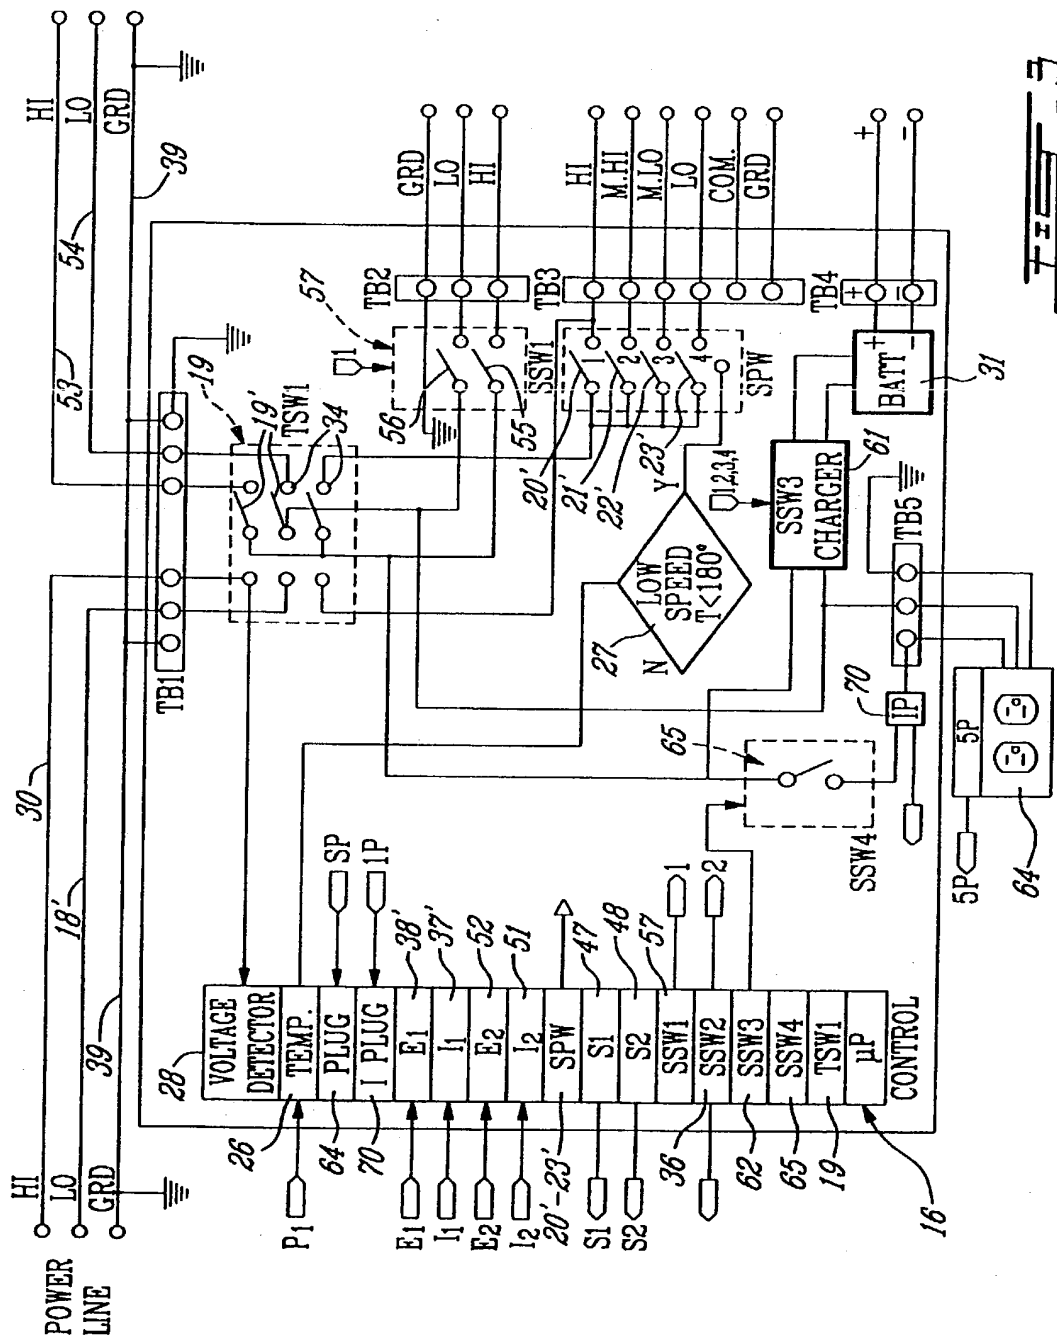 POWER
LINE
HI
LO
GRD
30
18'
39
53
54
39
HI
LO
GRD
TB1
19
19'
TSW1
34
28
VOLTAGE
DETECTOR
26
TEMP.
64
PLUG
70
I PLUG
E1
38'
I1
37'
E2
52
I2
51
20'-23'
SPW
S1
47
S2
48
SSW1
57
36
SSW2
62
SSW3
65
SSW4
19
TSW1
µP
CONTROL
16
P1
E1
I1
E2
I2
S1
S2
SP
1P
1
2
57
1
56
55
SSW1
TB2
GRD
LO
HI
20'
21'
22'
23'
1
2
3
4
SPW
TB3
HI
M.HI
M.LO
LO
COM.
GRD
27
LOW
SPEED
T<180°
N
Y
1,2,3,4
SSW3
CHARGER
61
BATT
+
-
31
TB4
+
-
+
-
65
SSW4
70
IP
TB5
5P
5P
64